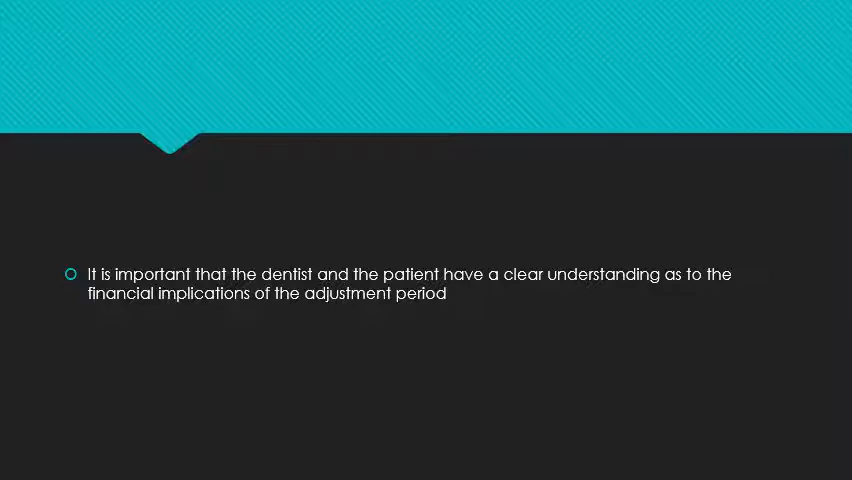 It is important that the dentist and the patient have a clear understanding as to the
financial implications of the adjustment period